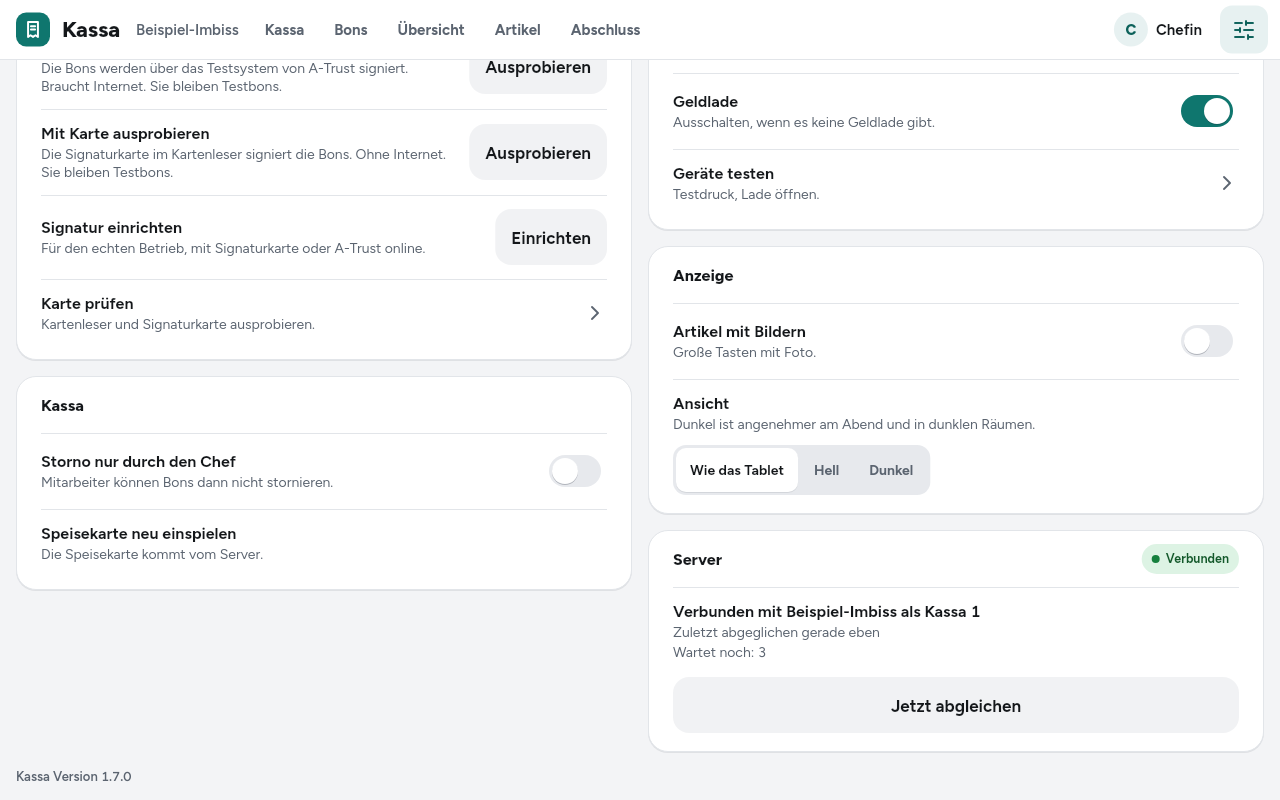 Kassa
Beispiel-Imbiss
Kassa
Bons
Übersicht
Artikel
Abschluss
C
Chefin
Die Bons werden über das Testsystem von A-Trust signiert.
Braucht Internet. Sie bleiben Testbons.
Ausprobieren
Mit Karte ausprobieren
Die Signaturkarte im Kartenleser signiert die Bons. Ohne Internet.
Sie bleiben Testbons.
Ausprobieren
Signatur einrichten
Für den echten Betrieb, mit Signaturkarte oder A-Trust online.
Einrichten
Karte prüfen
Kartenleser und Signaturkarte ausprobieren.
Kassa
Storno nur durch den Chef
Mitarbeiter können Bons dann nicht stornieren.
Speisekarte neu einspielen
Die Speisekarte kommt vom Server.
Geldlade
Ausschalten, wenn es keine Geldlade gibt.
Geräte testen
Testdruck, Lade öffnen.
Anzeige
Artikel mit Bildern
Große Tasten mit Foto.
Ansicht
Dunkel ist angenehmer am Abend und in dunklen Räumen.
Wie das Tablet
Hell
Dunkel
Server
Verbunden
Verbunden mit Beispiel-Imbiss als Kassa 1
Zuletzt abgeglichen gerade eben
Wartet noch: 3
Jetzt abgleichen
Kassa Version 1.7.0